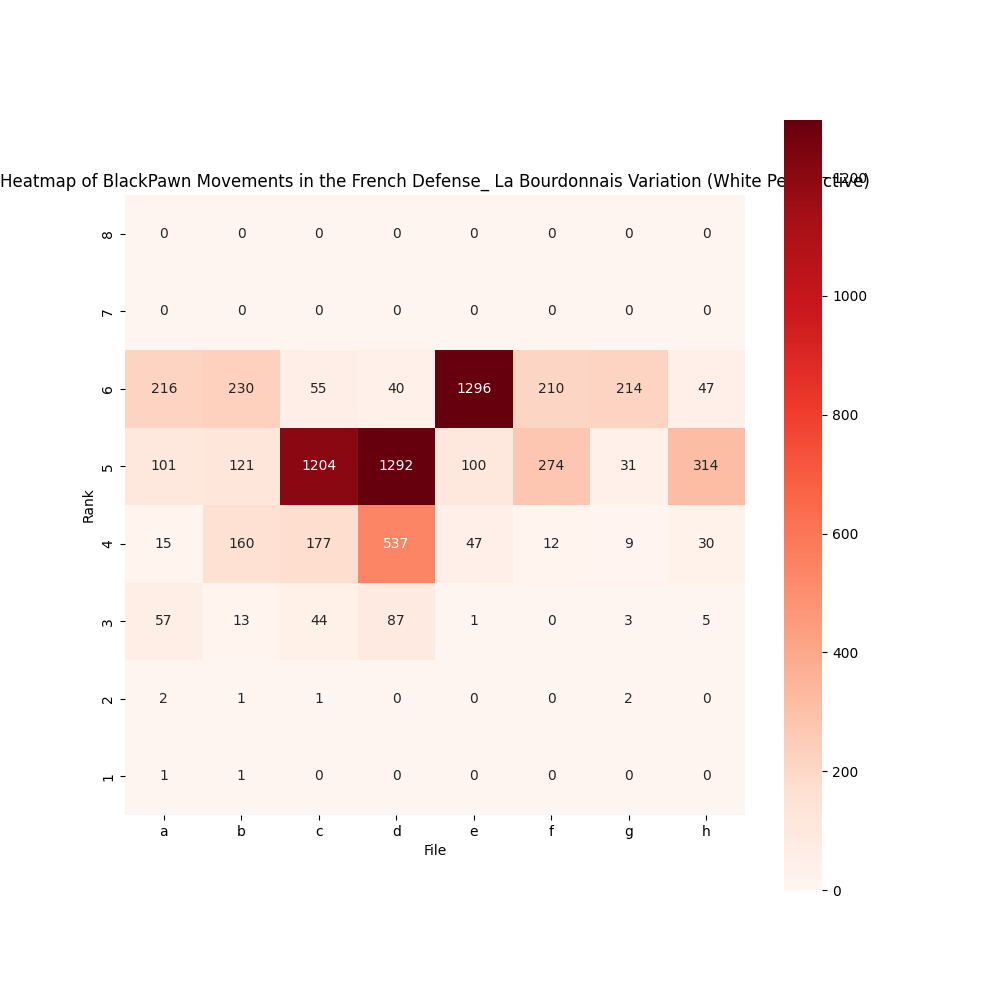 Heatmap of BlackPawn Movements in the French Defense_ La Bourdonnais Variation (White Perspective)
8 0 0 0 0 0 0 0 0
7 0 0 0 0 0 0 0 0
6 216 230 55 40 1296 210 214 47
5 101 121 1204 1292 100 274 31 314
4 15 160 177 537 47 12 9 30
3 57 13 44 87 1 0 3 5
2 2 1 1 0 0 0 2 0
1 1 1 0 0 0 0 0 0
a b c d e f g h
File
Rank
1200
1000
800
600
400
200
0